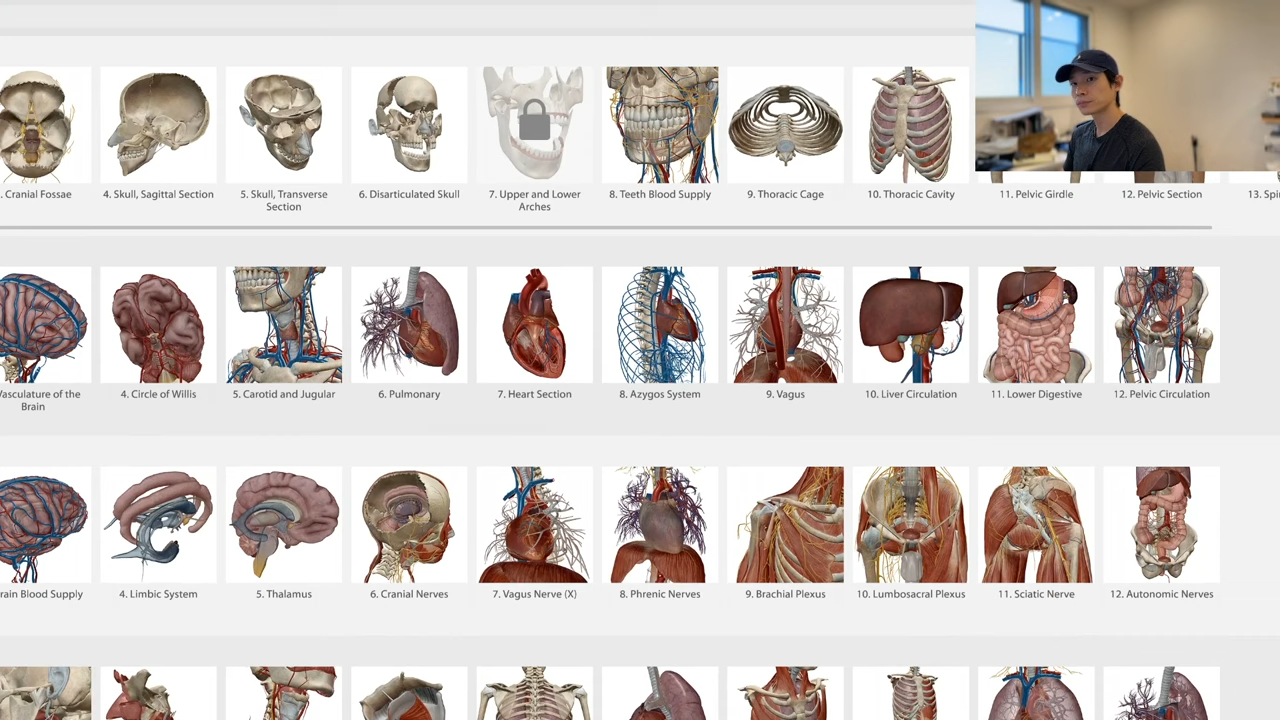 . Cranial Fossae
4. Skull, Sagittal Section
5. Skull, Transverse
Section
6. Disarticulated Skull
7. Upper and Lower
Arches
8. Teeth Blood Supply
9. Thoracic Cage
10. Thoracic Cavity
11. Pelvic Girdle
12. Pelvic Section
13. Spi
Vasculature of the
Brain
4. Circle of Willis
5. Carotid and Jugular
6. Pulmonary
7. Heart Section
8. Azygos System
9. Vagus
10. Liver Circulation
11. Lower Digestive
12. Pelvic Circulation
rain Blood Supply
4. Limbic System
5. Thalamus
6. Cranial Nerves
7. Vagus Nerve (X)
8. Phrenic Nerves
9. Brachial Plexus
10. Lumbosacral Plexus
11. Sciatic Nerve
12. Autonomic Nerves